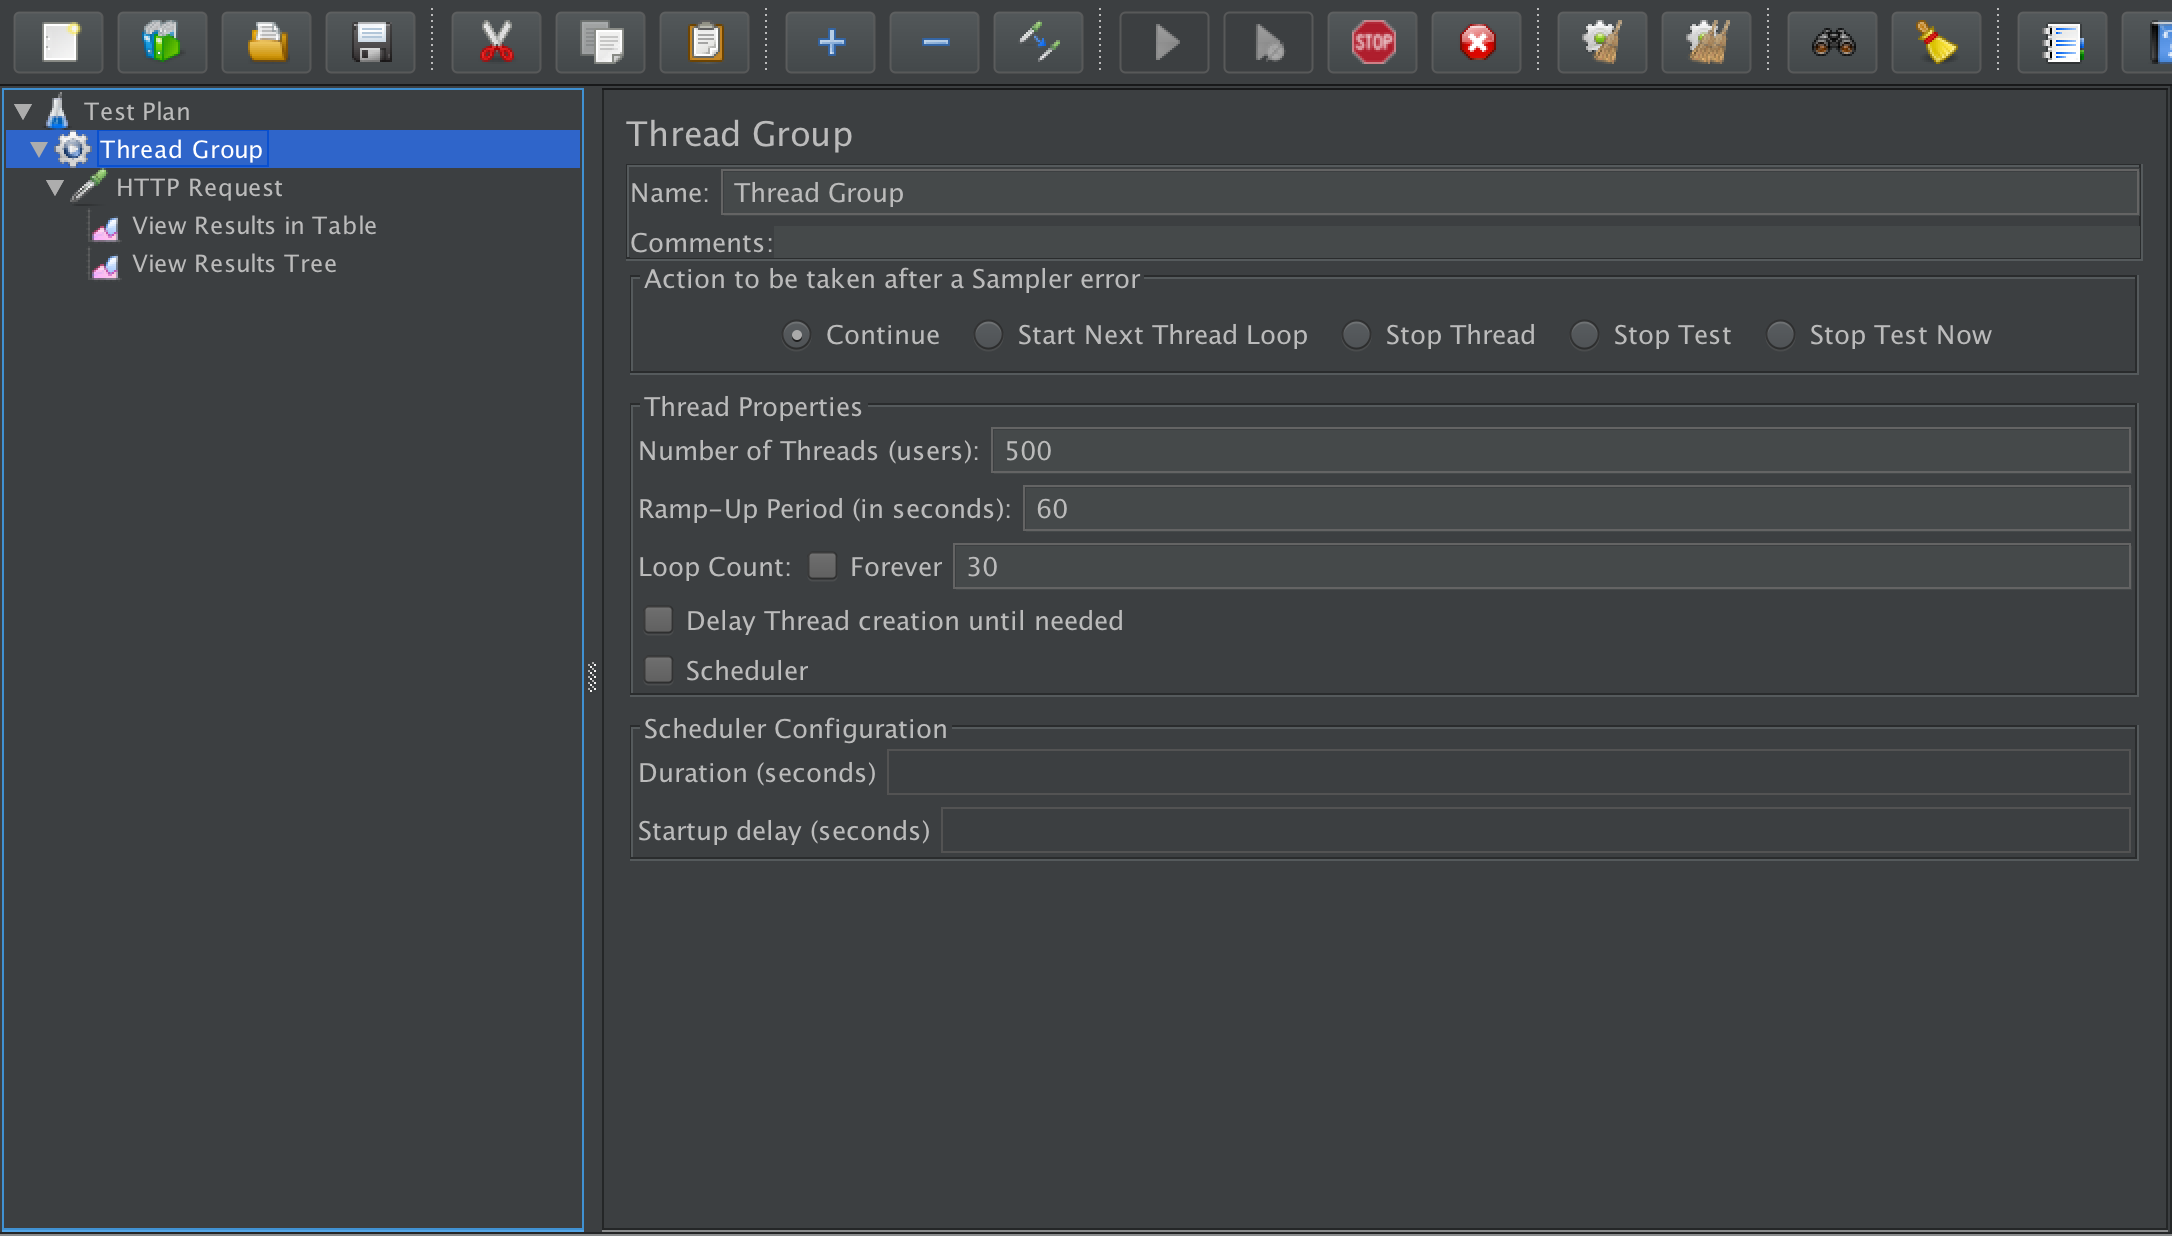 STOP
Test Plan
Thread Group
HTTP Request
View Results in Table
View Results Tree
Thread Group
Name: Thread Group
Comments:
Action to be taken after a Sampler error
Continue Start Next Thread Loop Stop Thread Stop Test Stop Test Now
Thread Properties
Number of Threads (users): 500
Ramp-Up Period (in seconds): 60
Loop Count: Forever 30
Delay Thread creation until needed
Scheduler
Scheduler Configuration
Duration (seconds)
Startup delay (seconds)